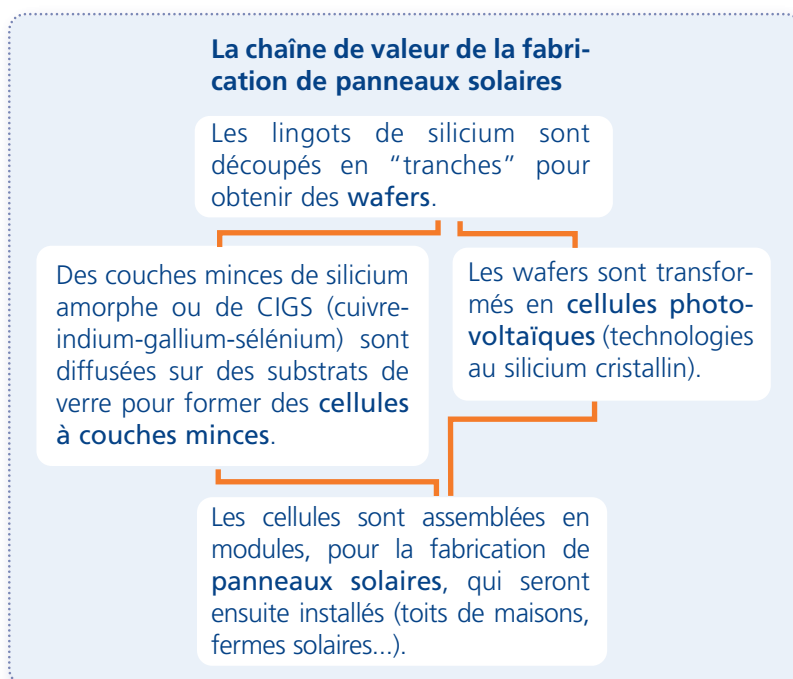 La chaîne de valeur de la fabri-
cation de panneaux solaires
Les lingots de silicium sont
découpés en “tranches” pour
obtenir des wafers.
Des couches minces de silicium
amorphe ou de CIGS (cuivre-
indium-gallium-sélénium) sont
diffusées sur des substrats de
verre pour former des cellules
à couches minces.
Les wafers sont transfor-
més en cellules photo-
voltaïques (technologies
au silicium cristallin).
Les cellules sont assemblées en
modules, pour la fabrication de
panneaux solaires, qui seront
ensuite installés (toits de maisons,
fermes solaires...).